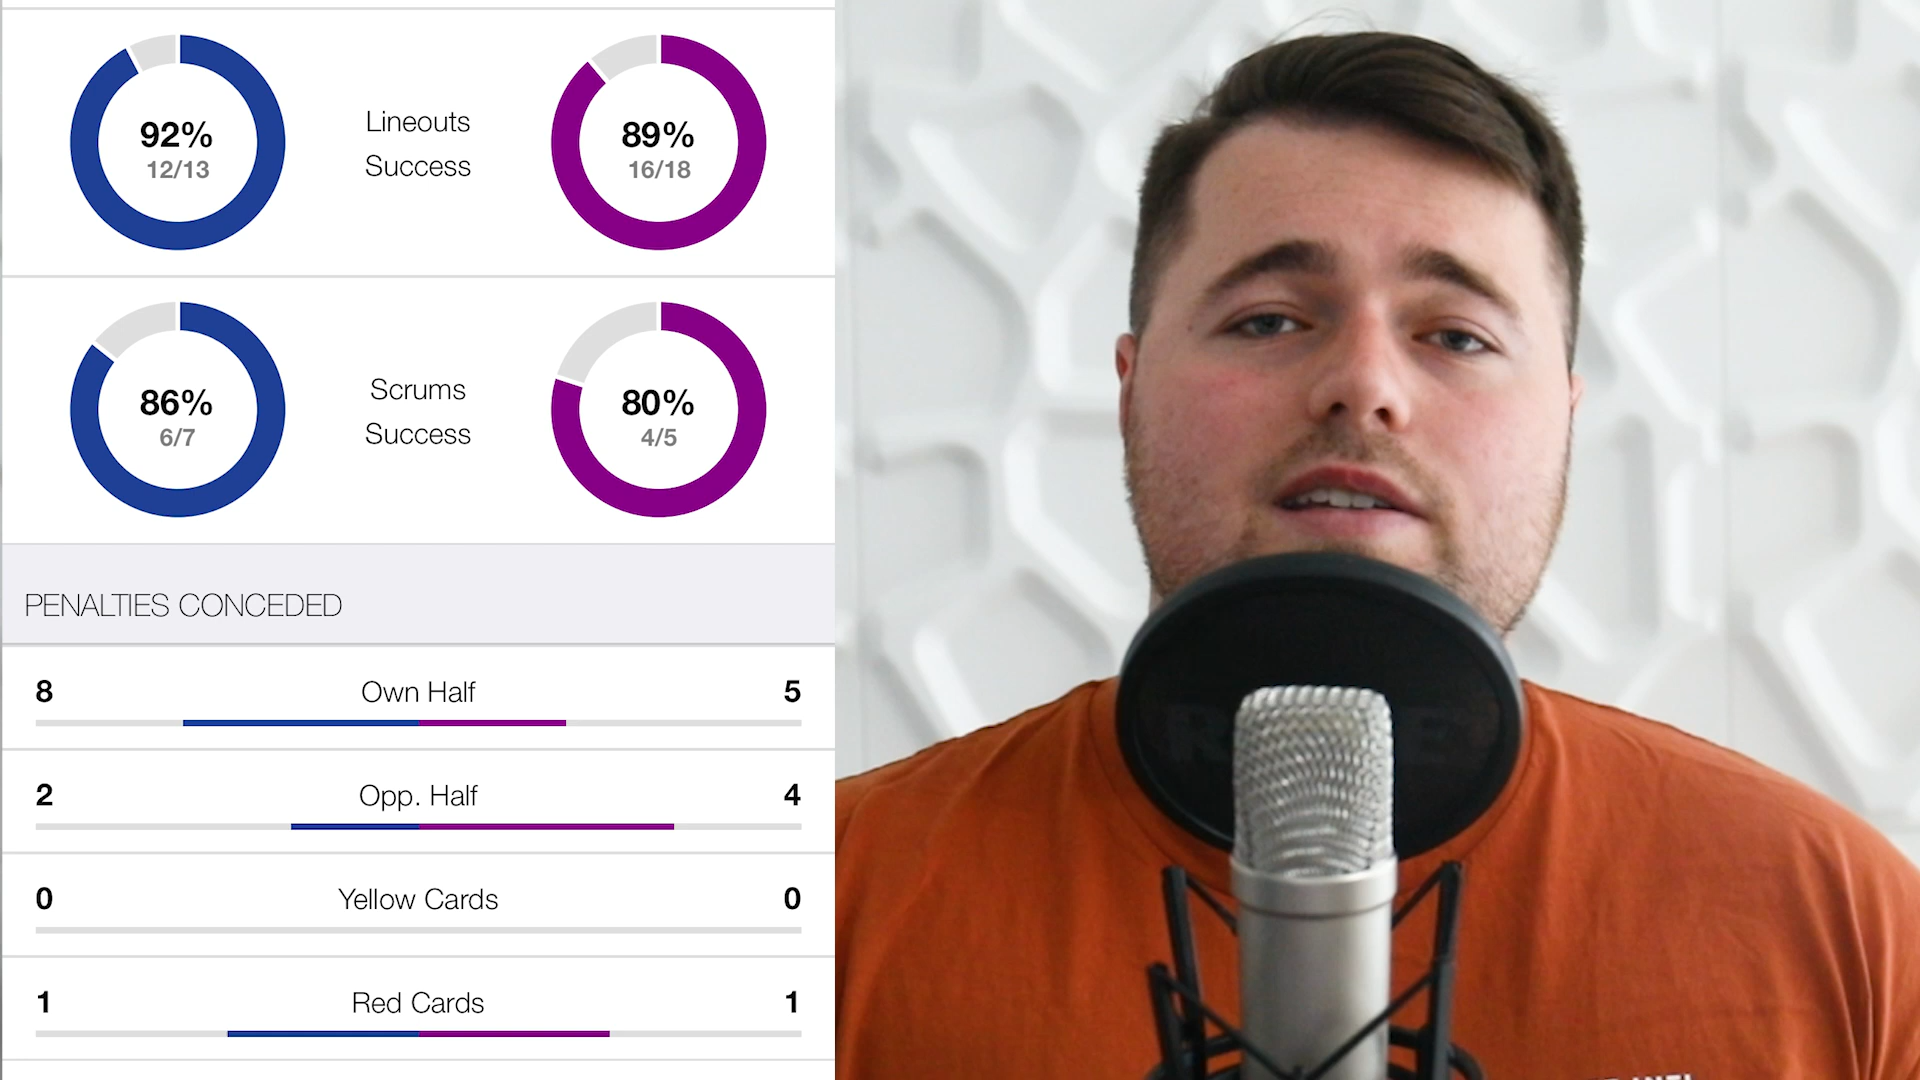 92%
12/13
Lineouts
Success
89%
16/18
86%
6/7
Scrums
Success
80%
4/5
PENALTIES CONCEDED
8 Own Half 5
2 Opp. Half 4
0 Yellow Cards 0
1 Red Cards 1